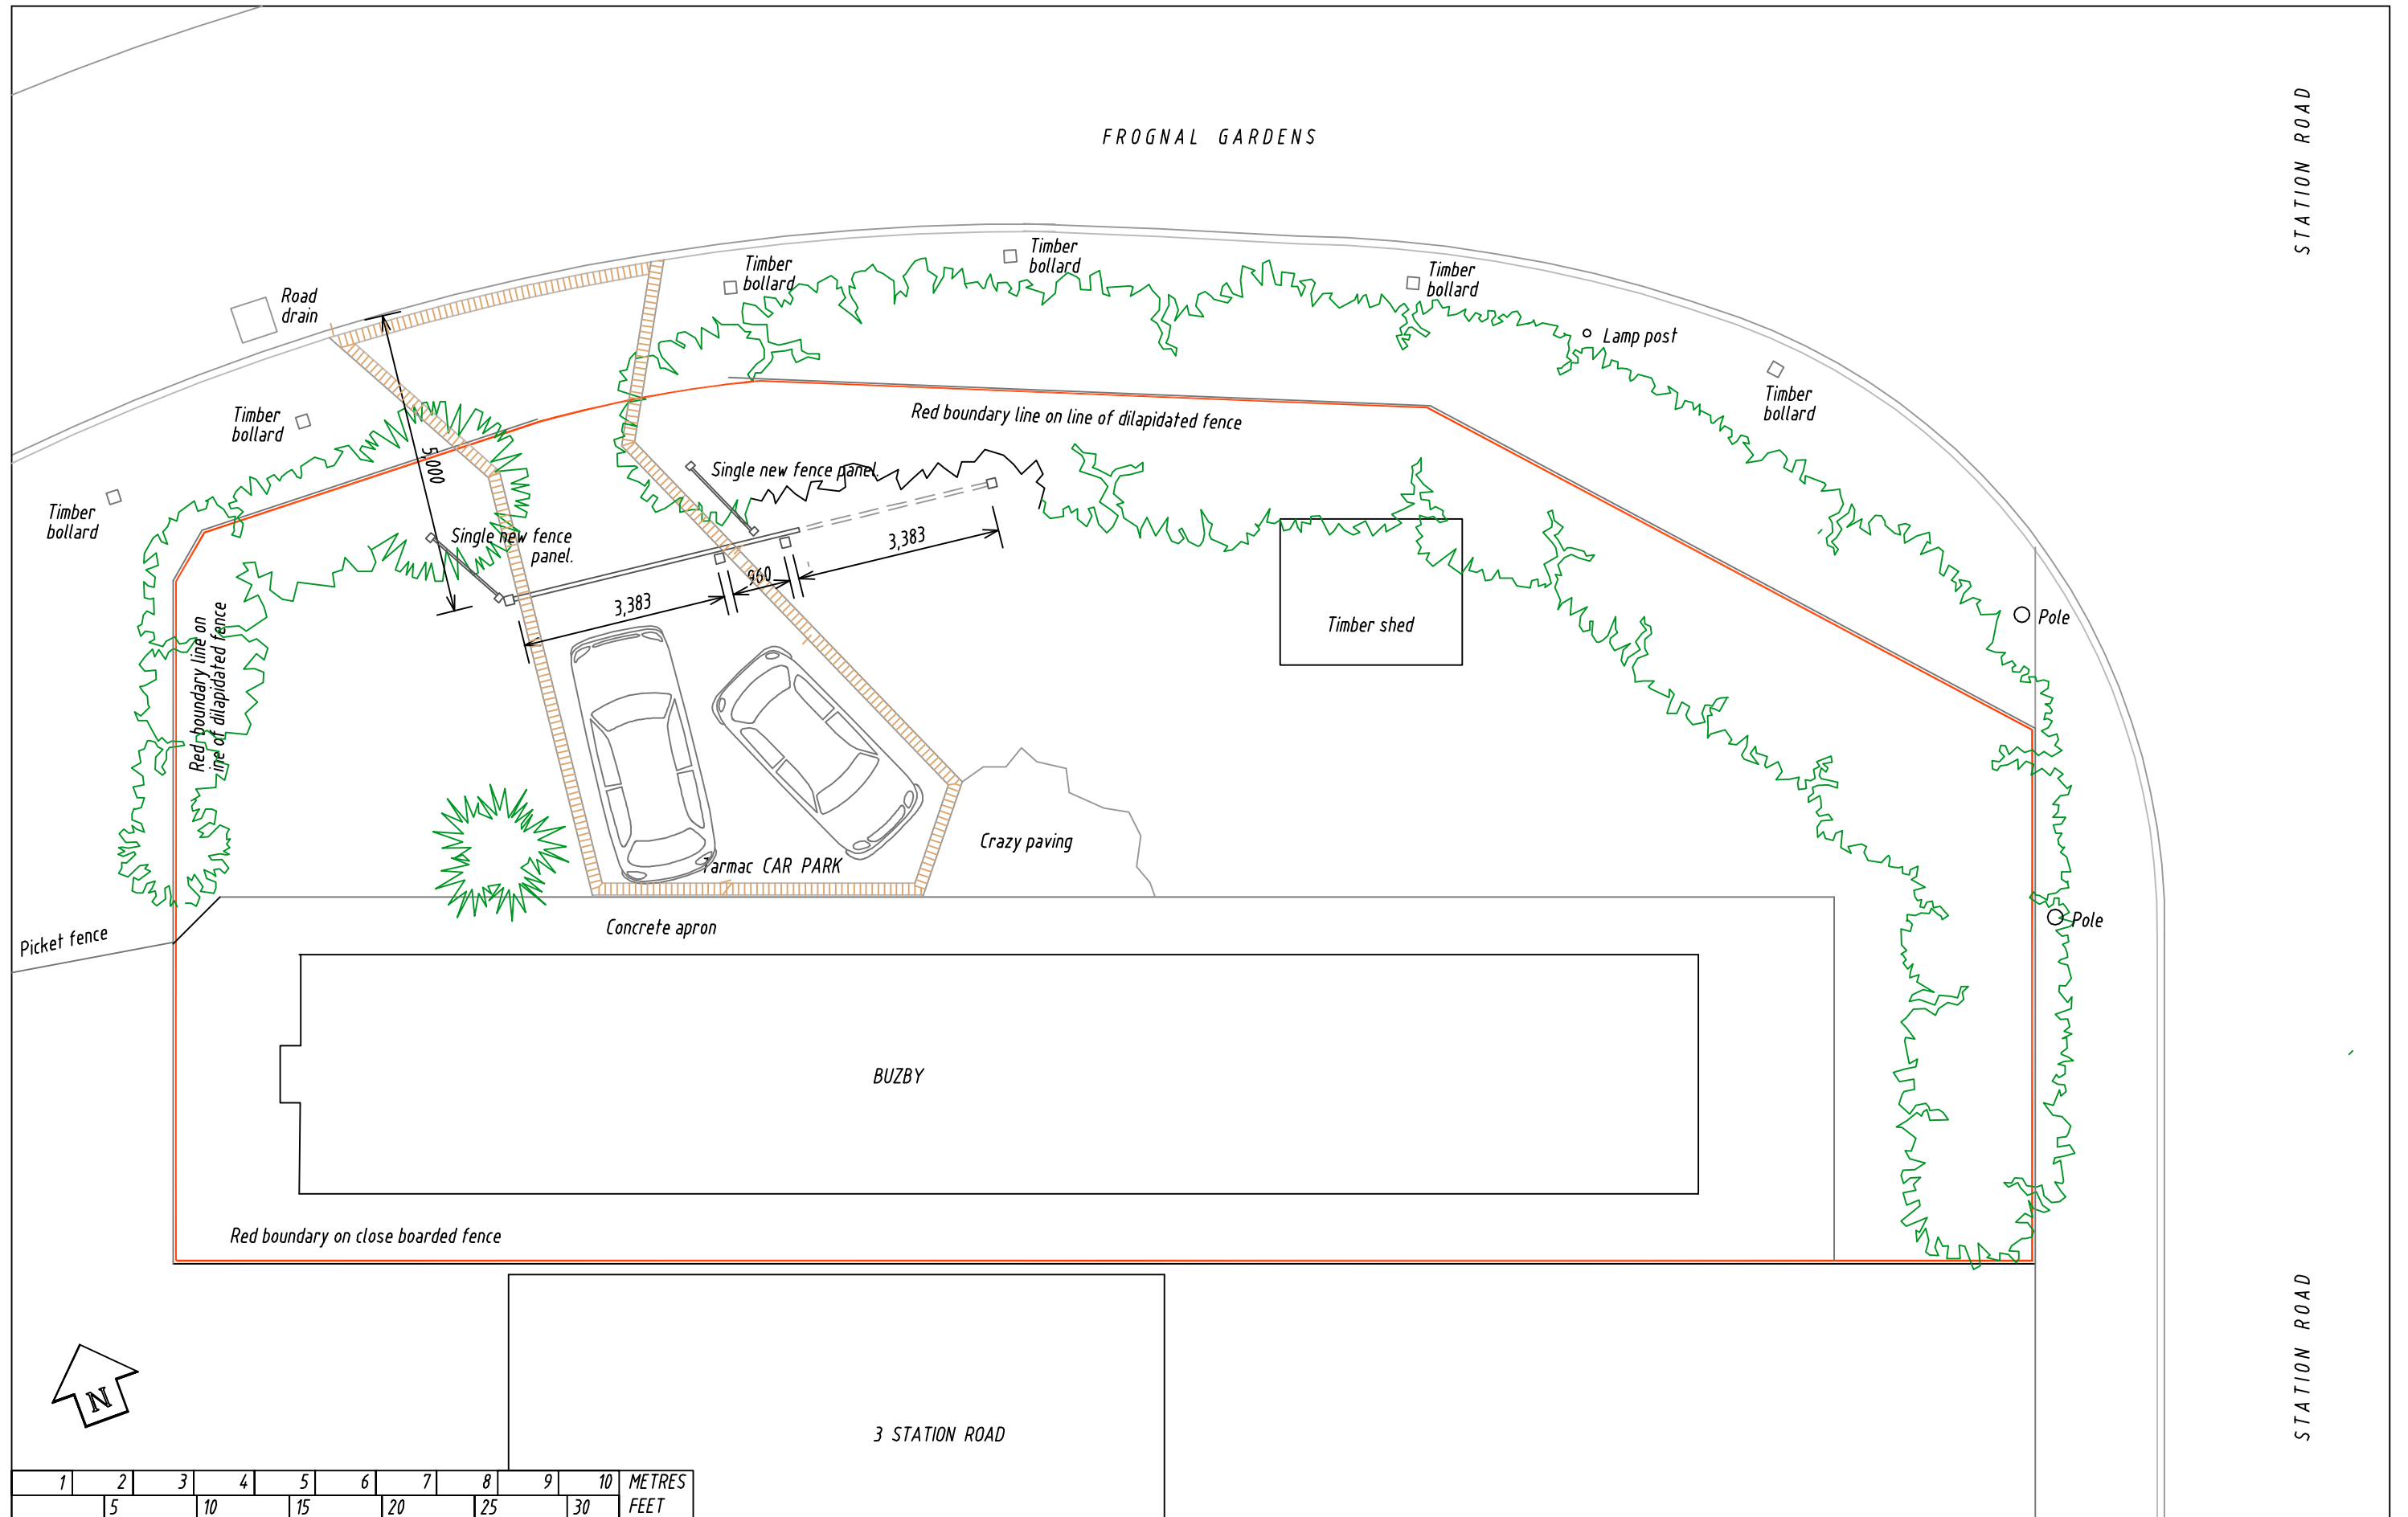 FROGNAL GARDENS
STATION ROAD
Timber
bollard
Timber
bollard
Timber
bollard
Road
drain
Lamp post
Timber
bollard
Timber
bollard
Timber
bollard
Red boundary line on line of dilapidated fence
5,000
Single new fence panel.
Single new fence
panel.
3,383
960
3,383
Timber shed
Pole
Red boundary line on
line of dilapidated fence
Crazy paving
Tarmac CAR PARK
Pole
Concrete apron
Picket fence
BUZBY
Red boundary on close boarded fence
STATION ROAD
N
3 STATION ROAD
1 2 3 4 5 6 7 8 9 10 METRES
5 10 15 20 25 30 FEET